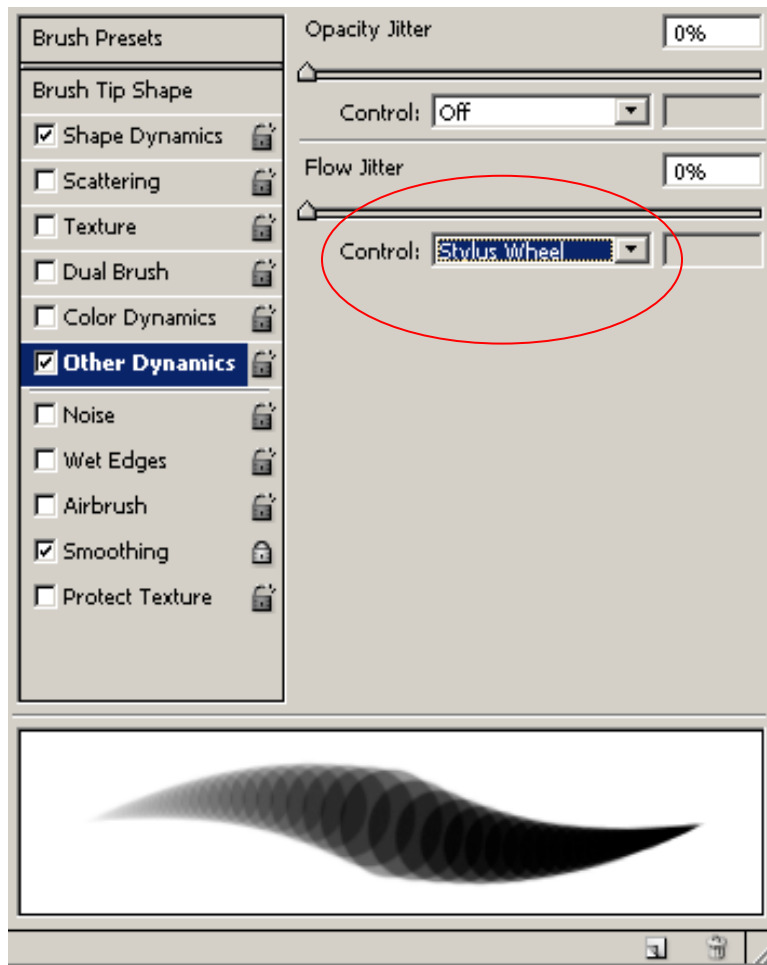 Brush Presets
Brush Tip Shape
Shape Dynamics
Scattering
Texture
Dual Brush
Color Dynamics
Other Dynamics
Noise
Wet Edges
Airbrush
Smoothing
Protect Texture
Opacity Jitter 0%
Control: Off
Flow Jitter 0%
Control: Stylus Wheel